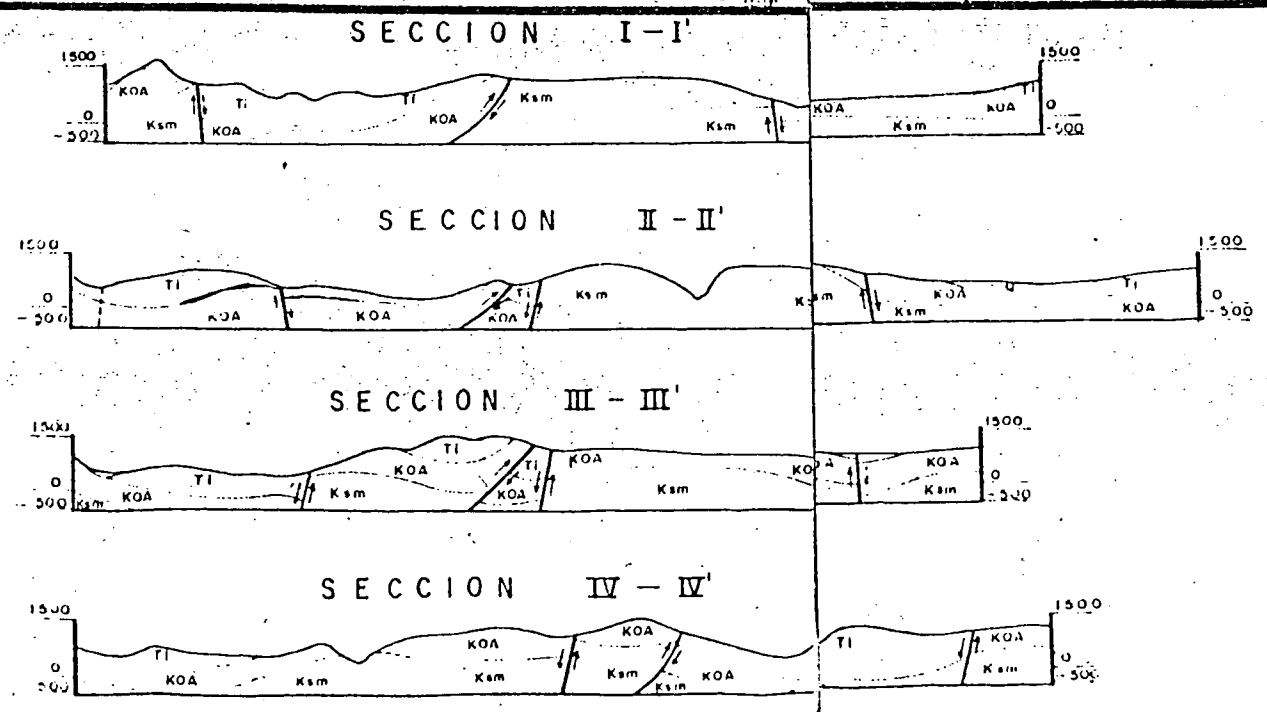 SECCION I-I'
1500 1500
KOA Ti Ti Ksm KOA Ti
KOA KOA 0
0 Ksm KOA Ksm Ksm -500
-500
SECCION II-II'
1500 1500
Ti Ti Ksm Ksm KOA Q Ti
0 KOA KOA KOA Ksm KOA 0
-500 -500
SECCION III-III'
1500 1500
Ti Ti KOA
KOA Ti KOA KOA
0 KOA Ksm KOA Ksm Ksm 0
500 Ksm -500
SECCION IV-IV'
1500 1500
Ti KOA KOA Ti KOA
0 KOA Ksm Ksm Ksm Ksm KOA Ksm 0
500 -500